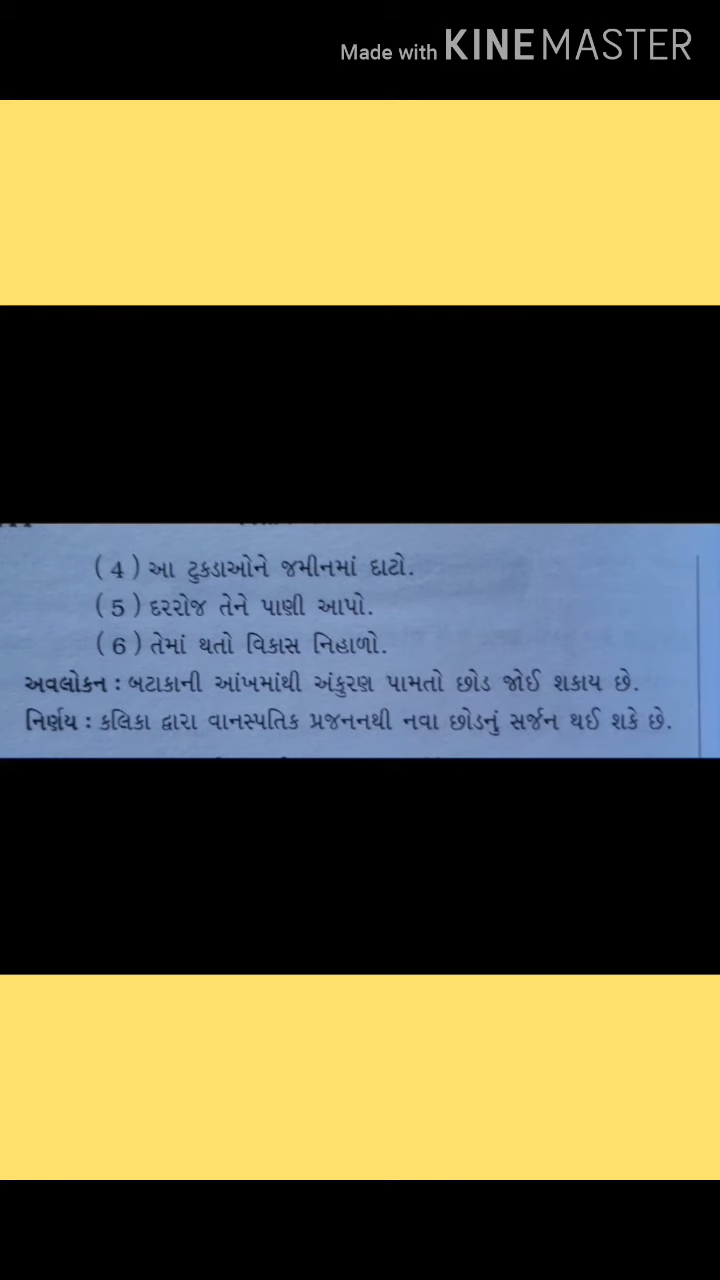 Made with KINEMASTER
( 4 ) આ ટુકડાઓને જમીનમાં દાટો.
( 5 ) દરરોજ તેને પાણી આપો.
( 6 ) તેમાં થતો વિકાસ નિહાળો.
અવલોકન : બટાકાની આંખમાંથી અંકુરણ પામતો છોડ જોઈ શકાય છે.
નિર્ણય : કલિકા દ્વારા વાનસ્પતિક પ્રજનનથી નવા છોડનું સર્જન થઈ શકે છે.